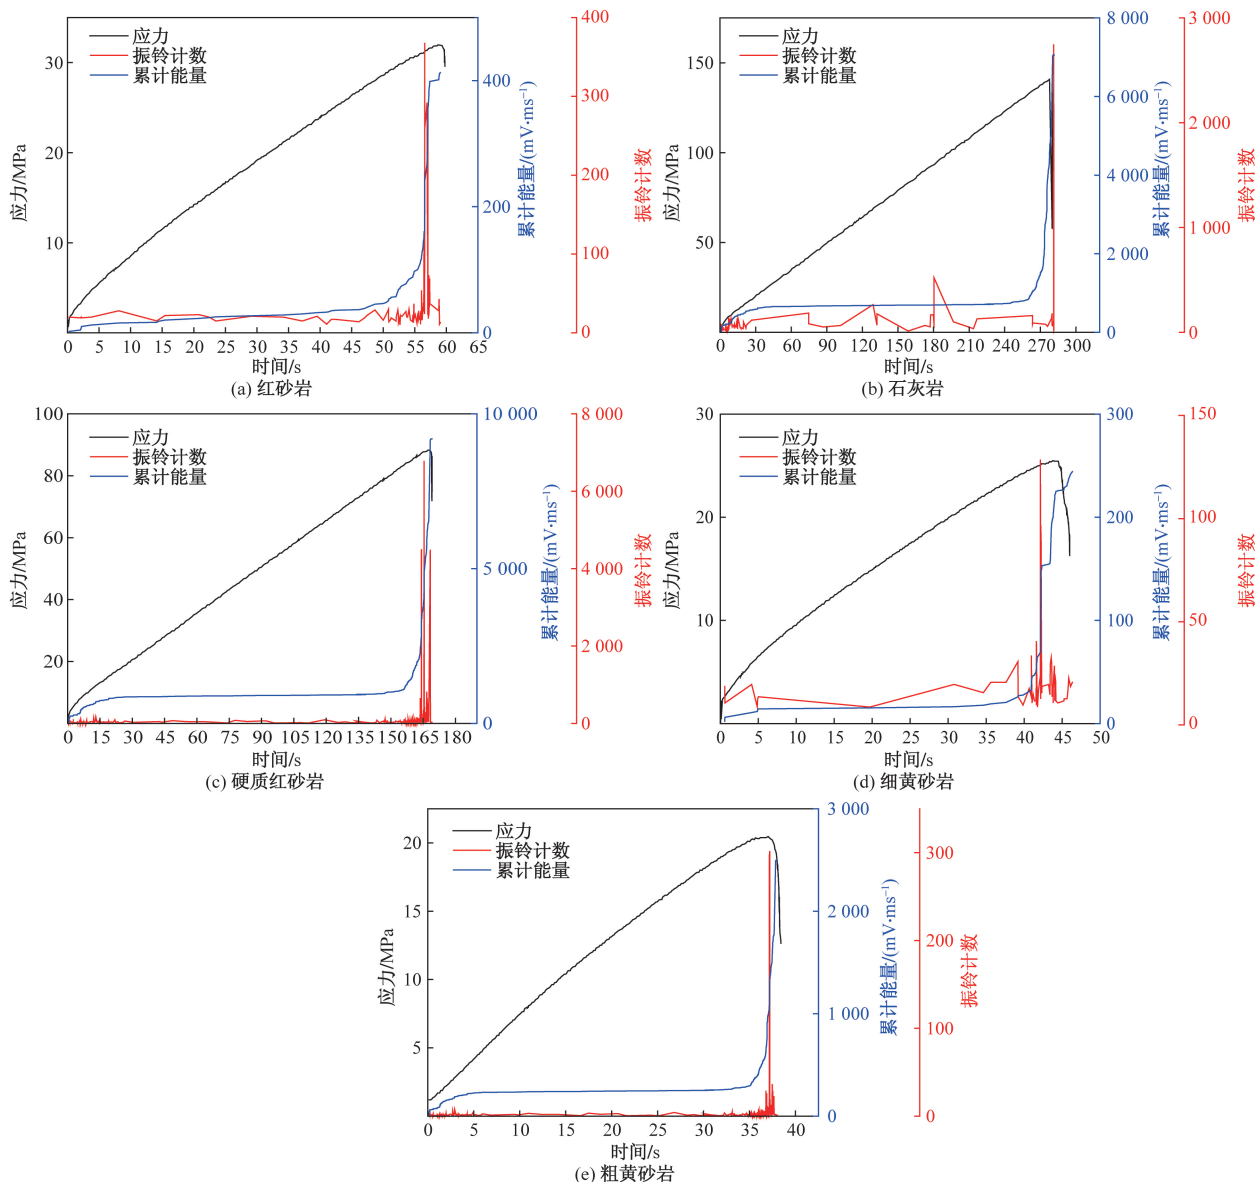 应力
振铃计数
累计能量
应力/MPa
30
20
10
0 5 10 15 20 25 30 35 40 45 50 55 60 65
时间/s
400
200
0
累计能量/(mV·ms⁻¹)
400
300
200
100
0
振铃计数
(a) 红砂岩
应力
振铃计数
累计能量
应力/MPa
150
100
50
0 30 60 90 120 150 180 210 240 270 300
时间/s
8 000
6 000
4 000
2 000
0
累计能量/(mV·ms⁻¹)
3 000
2 000
1 000
0
振铃计数
(b) 石灰岩
应力
振铃计数
累计能量
应力/MPa
100
80
60
40
20
0 15 30 45 60 75 90 105 120 135 150 165 180
时间/s
10 000
5 000
0
累计能量/(mV·ms⁻¹)
8 000
6 000
4 000
2 000
0
振铃计数
(c) 硬质红砂岩
应力
振铃计数
累计能量
应力/MPa
30
20
10
0 5 10 15 20 25 30 35 40 45 50
时间/s
300
200
100
0
累计能量/(mV·ms⁻¹)
150
100
50
0
振铃计数
(d) 细黄砂岩
应力
振铃计数
累计能量
应力/MPa
20
15
10
5
0 5 10 15 20 25 30 35 40
时间/s
3 000
2 000
1 000
0
累计能量/(mV·ms⁻¹)
300
200
100
0
振铃计数
(e) 粗黄砂岩